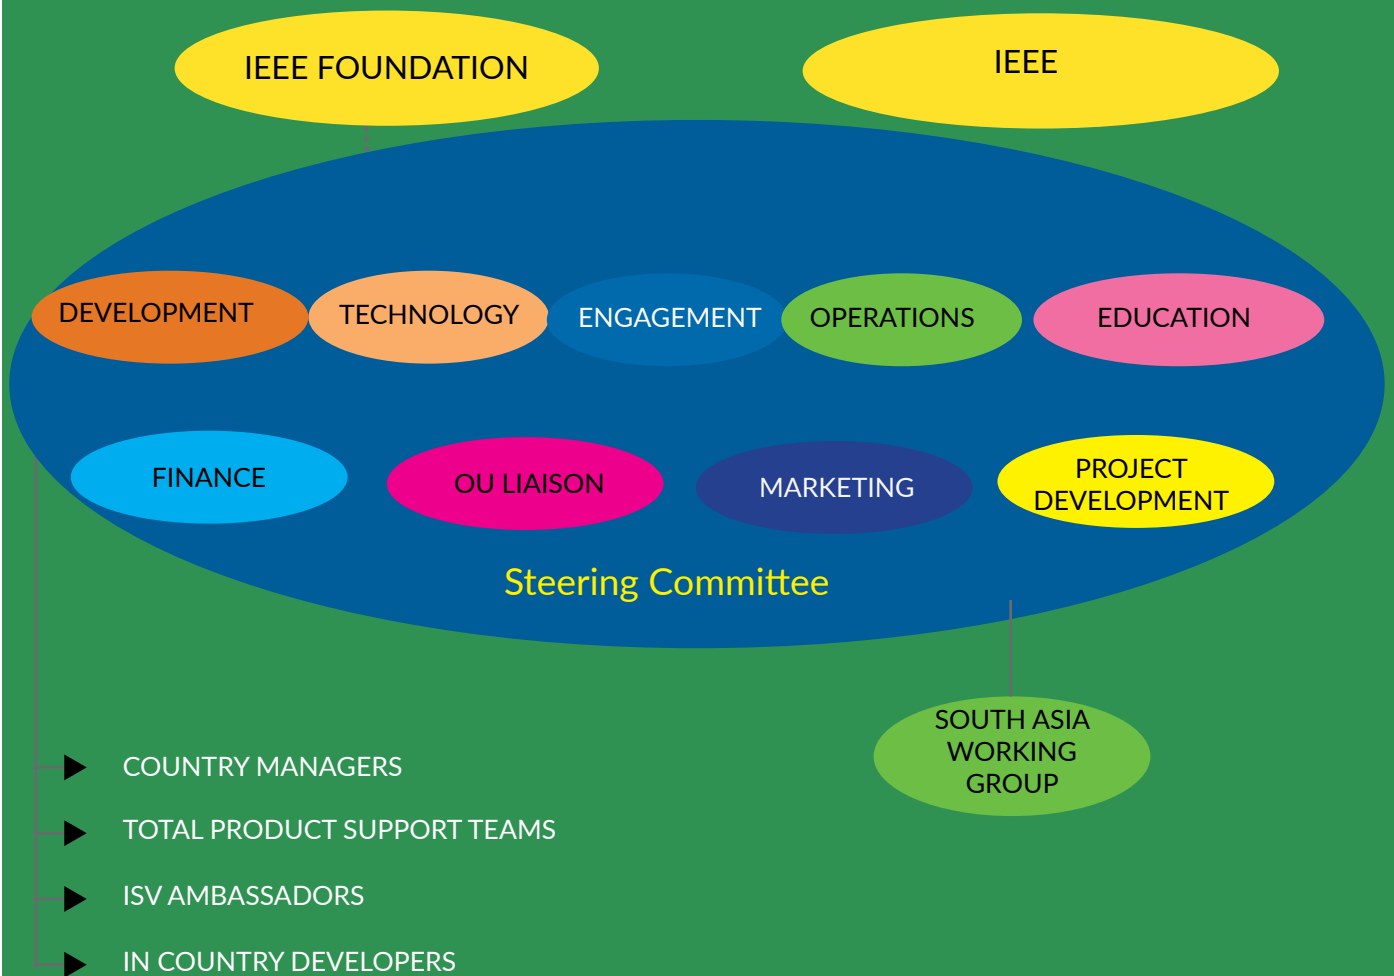 IEEE FOUNDATION
IEEE
DEVELOPMENT
TECHNOLOGY
ENGAGEMENT
OPERATIONS
EDUCATION
FINANCE
OU LIAISON
MARKETING
PROJECT
DEVELOPMENT
Steering Committee
SOUTH ASIA
WORKING
GROUP
COUNTRY MANAGERS
TOTAL PRODUCT SUPPORT TEAMS
ISV AMBASSADORS
IN COUNTRY DEVELOPERS